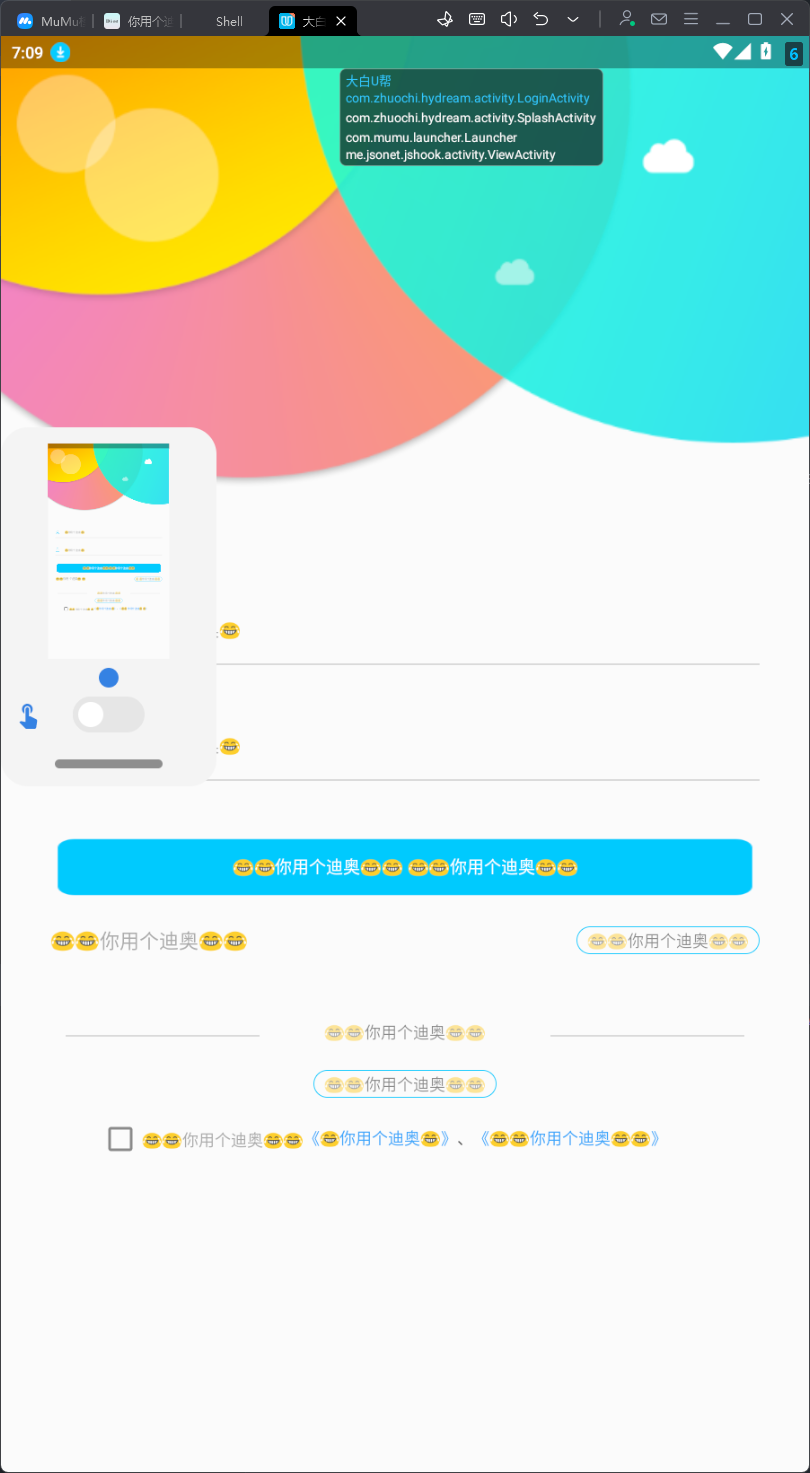 MuMu
你用个迪
Shell
大白
7:09
6
大白U帮
com.zhuochi.hydream.activity.LoginActivity
com.zhuochi.hydream.activity.SplashActivity
com.mumu.launcher.Launcher
me.jsonet.jshook.activity.ViewActivity
:😂
:😂
😂😂你用个迪奥😂😂 😂😂你用个迪奥😂😂
😂😂你用个迪奥😂😂
😂😂你用个迪奥😂😂
😂😂你用个迪奥😂😂
😂😂你用个迪奥😂😂
😂😂你用个迪奥😂😂《😂你用个迪奥😂》、《😂😂你用个迪奥😂😂》